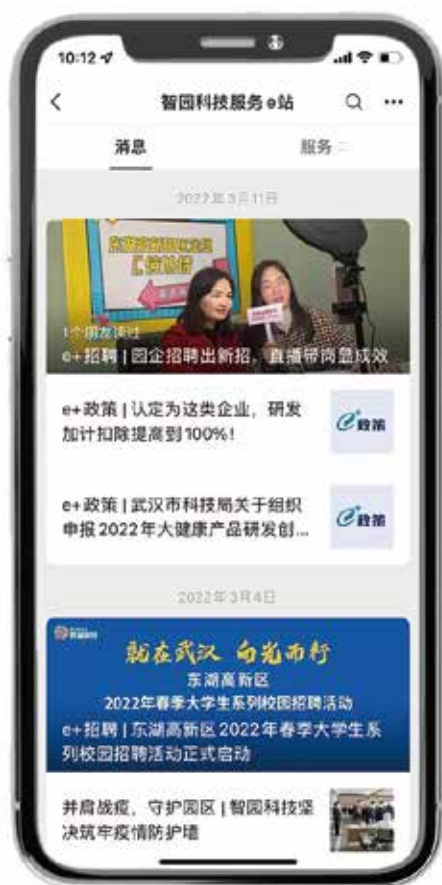 10:12
智园科技服务e站
消息
服务
2022年3月11日
1个朋友读过
e+招聘 | 园企招聘出新招，直播带岗显成效
e+政策 | 认定为这类企业，研发
加计扣除提高到100%！
e 政策
e+政策 | 武汉市科技局关于组织
申报2022年大健康产品研发创...
e 政策
2022年3月4日
就在武汉 向光而行
东湖高新区
2022年春季大学生系列校园招聘活动
e+招聘 | 东湖高新区2022年春季大学生系
列校园招聘活动正式启动
并肩战疫，守护园区 | 智园科技坚
决筑牢疫情防护墙